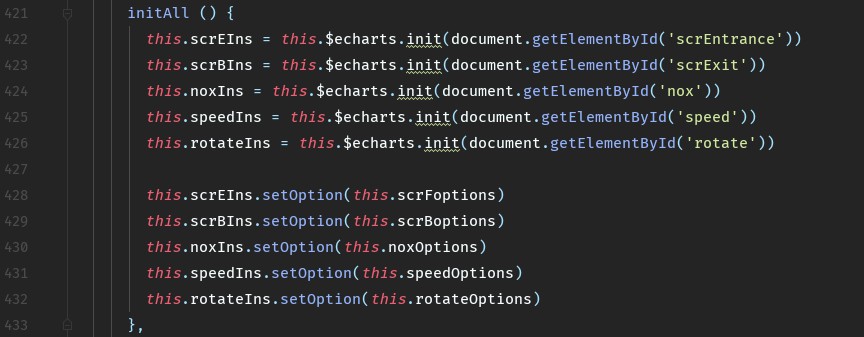 421 initAll () {
422 this.scrEIns = this.$echarts.init(document.getElementById('scrEntrance'))
423 this.scrBIns = this.$echarts.init(document.getElementById('scrExit'))
424 this.noxIns = this.$echarts.init(document.getElementById('nox'))
425 this.speedIns = this.$echarts.init(document.getElementById('speed'))
426 this.rotateIns = this.$echarts.init(document.getElementById('rotate'))
427
428 this.scrEIns.setOption(this.scrFoptions)
429 this.scrBIns.setOption(this.scrBoptions)
430 this.noxIns.setOption(this.noxOptions)
431 this.speedIns.setOption(this.speedOptions)
432 this.rotateIns.setOption(this.rotateOptions)
433 },